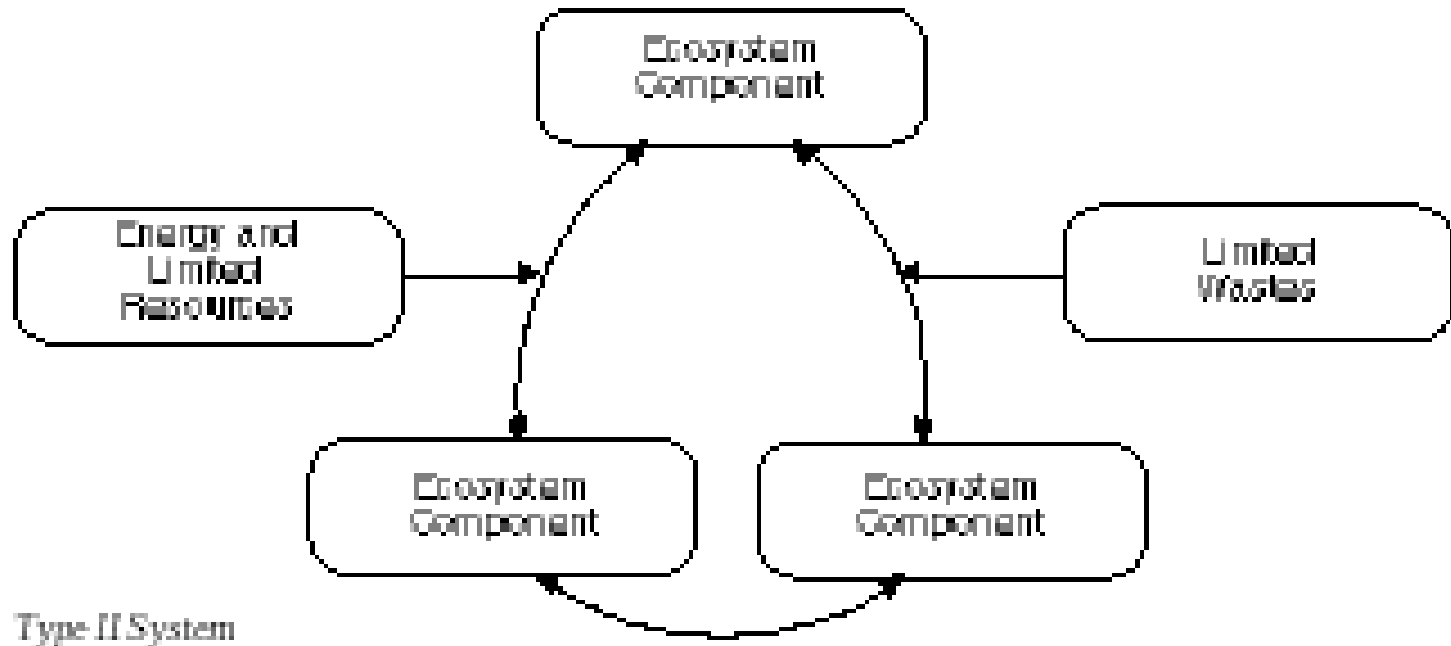 Ecosystem
Component
Energy and
Limited
Resources
Limited
Wastes
Ecosystem
Component
Ecosystem
Component
Type II System